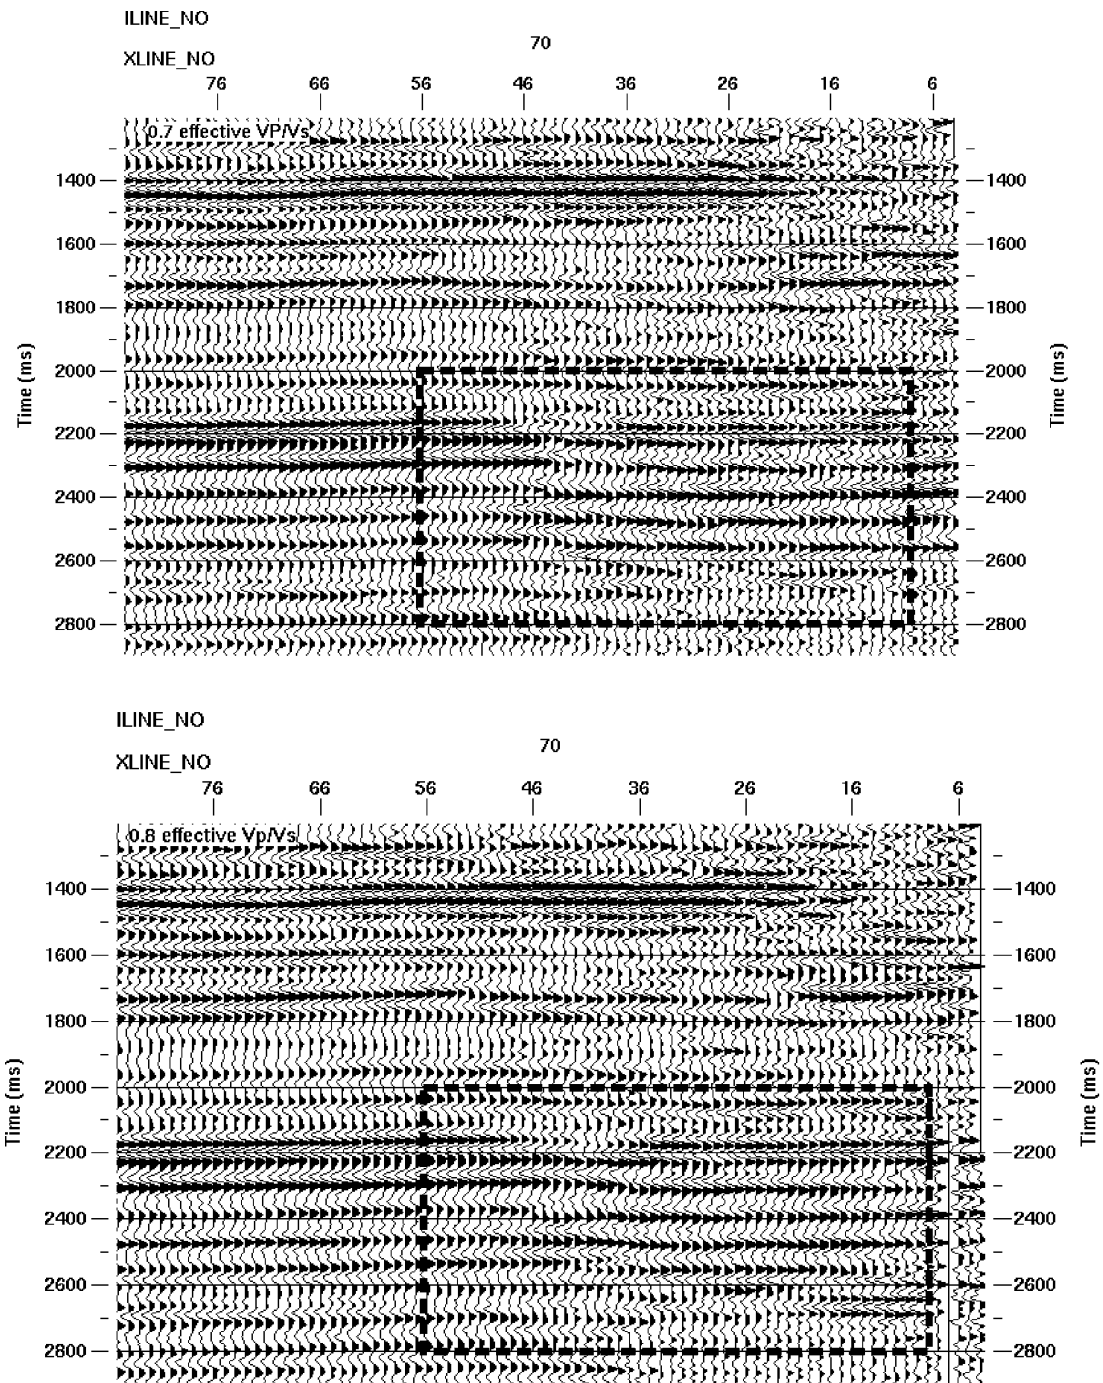 ILINE_NO
70
XLINE_NO
76 66 56 46 36 26 16 6
0.7 effective VP/Vs
1400 1400
1600 1600
1800 1800
2000 2000
2200 2200
2400 2400
2600 2600
2800 2800
Time (ms) Time (ms)
ILINE_NO
70
XLINE_NO
76 66 56 46 36 26 16 6
0.8 effective Vp/Vs
1400 1400
1600 1600
1800 1800
2000 2000
2200 2200
2400 2400
2600 2600
2800 2800
Time (ms) Time (ms)